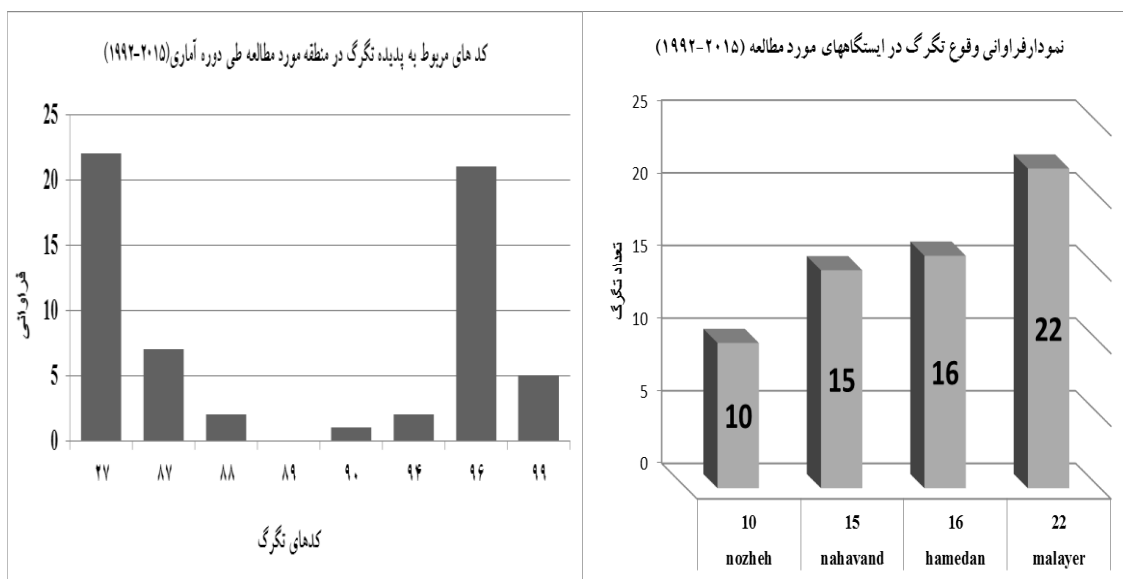 کد های مربوط به پدیده تگرگ در منطقه مورد مطالعه طی دوره آماری(۲۰۱۵-۱۹۹۲)
25
20
15
10
5
0
فراوانی
۲۷ ۸۷ ۸۸ ۸۹ ۹۰ ۹۴ ۹۶ ۹۹
کدهای تگرگ
نمودارفراوانی وقوع تگرگ در ایستگاههای مورد مطالعه (۲۰۱۵-۱۹۹۲)
25
20
15
10
5
0
تعداد تگرگ
10 15 16 22
10 15 16 22
nozheh nahavand hamedan malayer